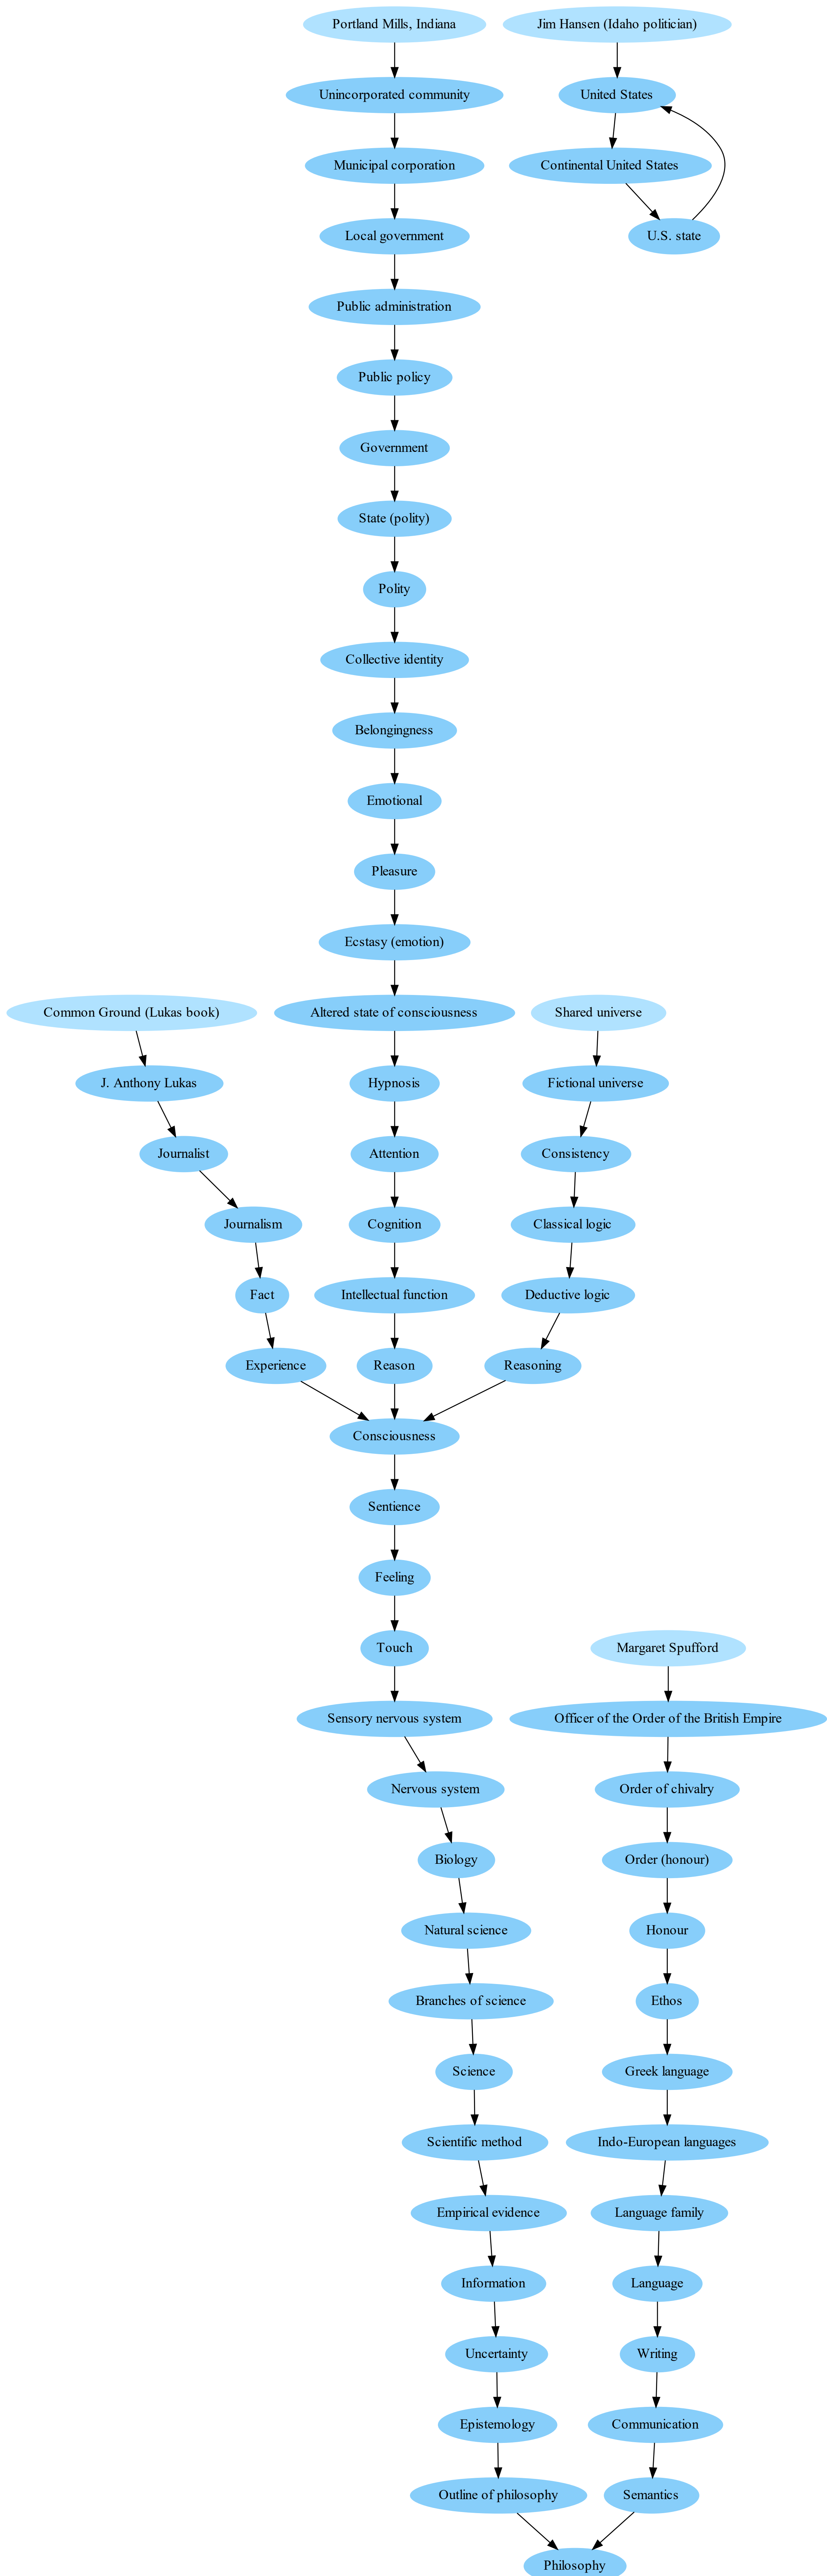 Portland Mills, Indiana
Jim Hansen (Idaho politician)
Unincorporated community
United States
Municipal corporation
Continental United States
Local government
U.S. state
Public administration
Public policy
Government
State (polity)
Polity
Collective identity
Belongingness
Emotional
Pleasure
Ecstasy (emotion)
Common Ground (Lukas book)
Altered state of consciousness
Shared universe
J. Anthony Lukas
Hypnosis
Fictional universe
Journalist
Attention
Consistency
Journalism
Cognition
Classical logic
Fact
Intellectual function
Deductive logic
Experience
Reason
Reasoning
Consciousness
Sentience
Feeling
Touch
Margaret Spufford
Sensory nervous system
Officer of the Order of the British Empire
Nervous system
Order of chivalry
Biology
Order (honour)
Natural science
Honour
Branches of science
Ethos
Science
Greek language
Scientific method
Indo-European languages
Empirical evidence
Language family
Information
Language
Uncertainty
Writing
Epistemology
Communication
Outline of philosophy
Semantics
Philosophy